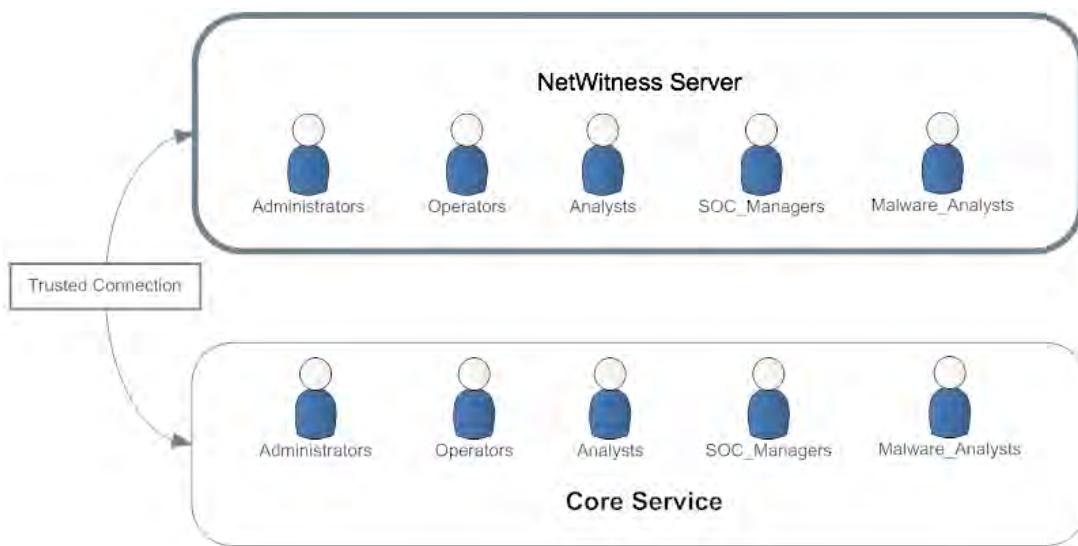 NetWitness Server
Administrators Operators Analysts SOC_Managers Malware_Analysts
Trusted Connection
Administrators Operators Analysts SOC_Managers Malware_Analysts
Core Service